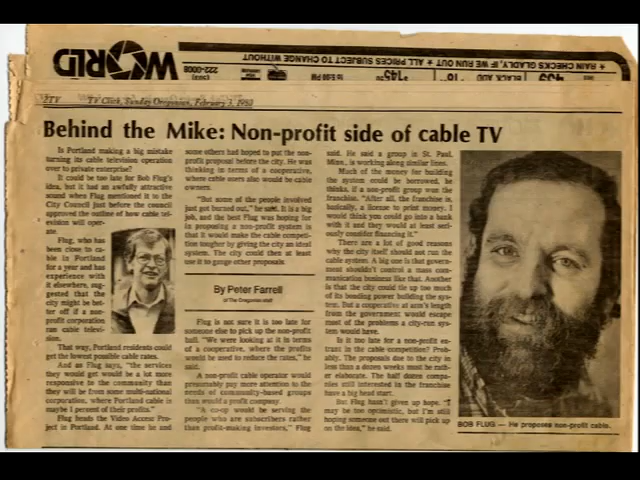 WORLD
222-0008
★ RAIN CHECKS GLADLY, IF WE RUN OUT ★ ALL PRICES SUBJECT TO CHANGE WITHOUT
3TV TV Click, Sunday Oregonian, February 3, 1980
Behind the Mike: Non-profit side of cable TV
Is Portland making a big mistake
turning its cable television operation
over to private enterprise?
It could be too late for Bob Flug's
idea, but it had an awfully attractive
sound when Flug mentioned it to the
City Council just before the council
approved the outline of how cable tel-
evision will oper-
ate.
Flug, who has
been close to ca-
ble in Portland
for a year and has
experience with
it elsewhere, sug-
gested that the
city might be bet-
ter off if a non-
profit corporation
ran cable televi-
sion.
That way, Portland residents could
get the lowest possible cable rates.
And as Flug says, "the services
they would get would be a lot more
responsive to the community than
they will be from some multi-national
corporation, where Portland cable is
maybe 1 percent of their profits."
Flug heads the Video Access Pro-
ject in Portland. At one time he and
some others had hoped to put the non-
profit proposal before the city. He was
thinking in terms of a cooperative,
where cable users also would be cable
owners.
"But some of the people involved
just got burned out," he said. It is a big
job, and the best Flug was hoping for
in proposing a non-profit system is
that it would make the cable competi-
tion tougher by giving the city an ideal
system. The city could then at least
use it to gauge other proposals.
By Peter Farrell
of The Oregonian staff
Flug is not sure it is too late for
someone else to pick up the non-profit
ball. "We were looking at it in terms
of a cooperative, where the profits
would be used to reduce the rates," he
said.
A non-profit cable operator would
presumably pay more attention to the
needs of community-based groups
than would a profit company.
"A co-op would be serving the
people who are subscribers rather
than profit-making investors," Flug
said. He said a group in St. Paul,
Minn., is working along similar lines.
Much of the money for building
the system could be borrowed, he
thinks, if a non-profit group won the
franchise. "After all, the franchise is,
basically, a license to print money. I
would think you could go into a bank
with it and they would at least seri-
ously consider financing it."
There are a lot of good reasons
why the city itself should not run the
cable system. A big one is that govern-
ment shouldn't control a mass com-
munication business like that. Another
is that the city could tie up too much
of its bonding power building the sys-
tem. But a cooperative at arm's length
from the government would escape
most of the problems a city-run sys-
tem would have.
Is it too late for a non-profit en-
trant in the cable competition? Prob-
ably. The proposals due to the city in
less than a dozen weeks must be rath-
er elaborate. The half dozen compa-
nies still interested in the franchise
have a big head start.
But Flug hasn't given up hope. "I
may be too optimistic, but I'm still
hoping someone out there will pick up
on the idea," he said.
BOB FLUG — He proposes non-profit cable.